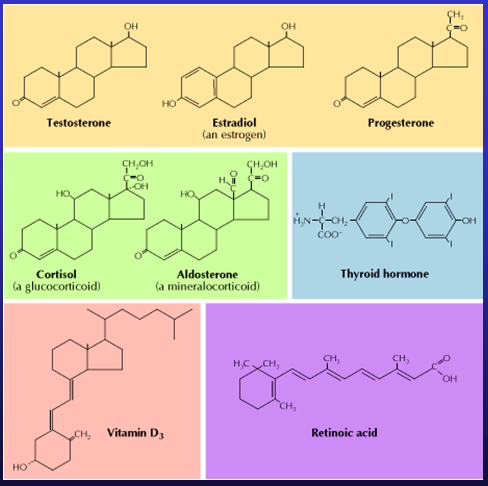 OH
O
Testosterone
OH
HO
Estradiol
(an estrogen)
CH₃
C=O
O
Progesterone
CH₂OH
C=O
OH
HO
O
Cortisol
(a glucocorticoid)
CH₂OH
O
H C C=O
HO
O
Aldosterone
(a mineralocorticoid)
H I I
H₃N⁺–C–CH₂ O OH
COO⁻ I I
Thyroid hormone
CH₂
HO
Vitamin D₃
H₃C CH₃ CH₃ CH₃ O
C
OH
CH₃
Retinoic acid